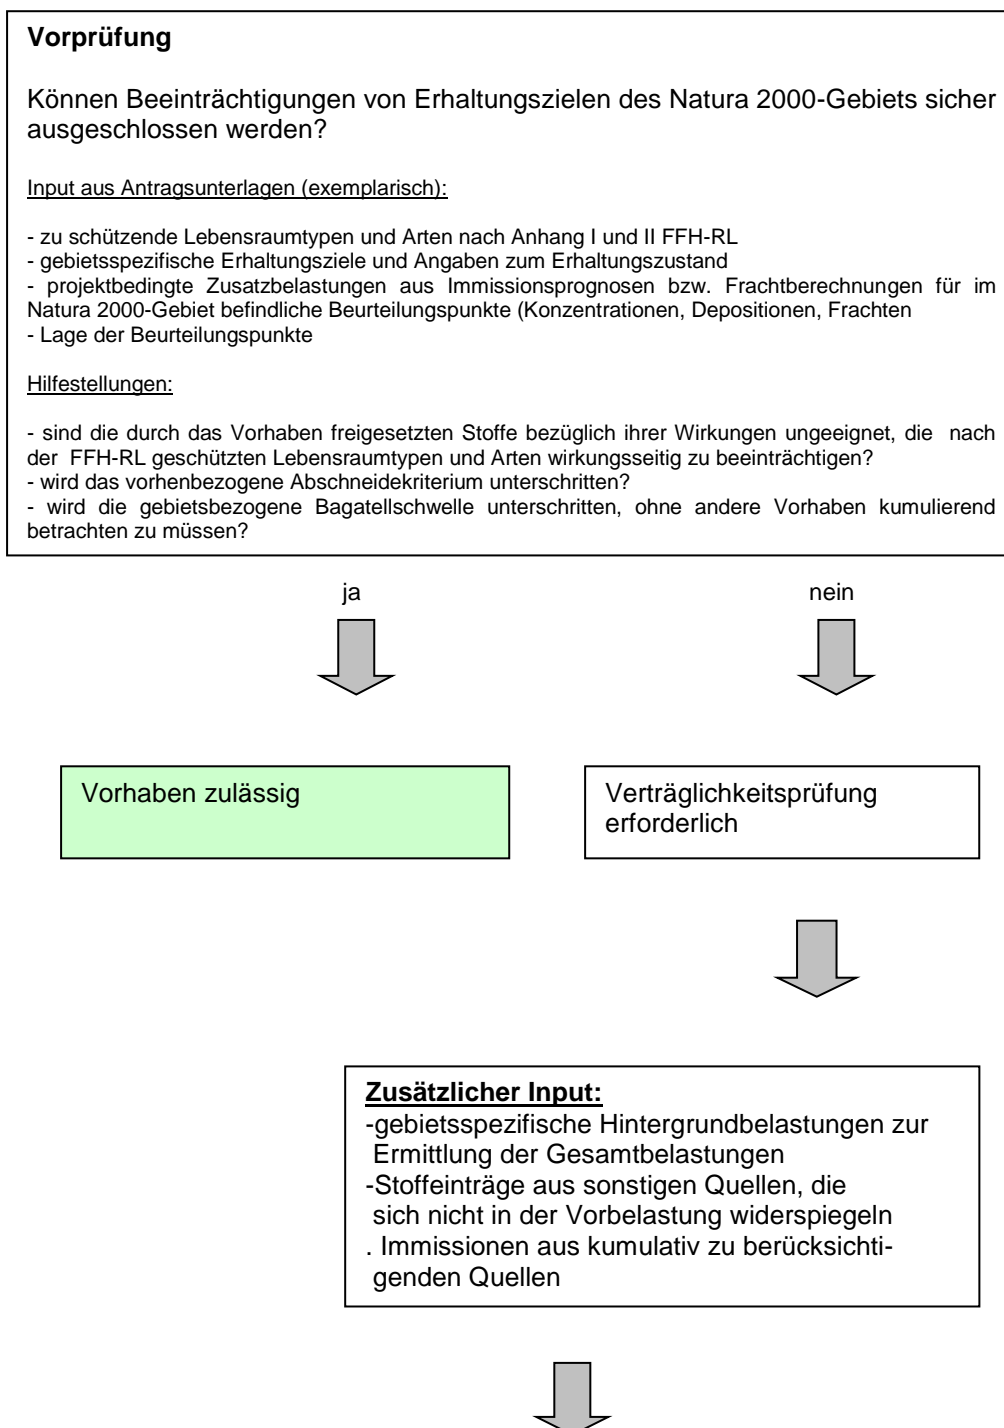 Vorprüfung
Können Beeinträchtigungen von Erhaltungszielen des Natura 2000-Gebiets sicher
ausgeschlossen werden?
Input aus Antragsunterlagen (exemplarisch):
- zu schützende Lebensraumtypen und Arten nach Anhang I und II FFH-RL
- gebietsspezifische Erhaltungsziele und Angaben zum Erhaltungszustand
- projektbedingte Zusatzbelastungen aus Immissionsprognosen bzw. Frachtberechnungen für im
Natura 2000-Gebiet befindliche Beurteilungspunkte (Konzentrationen, Depositionen, Frachten
- Lage der Beurteilungspunkte
Hilfestellungen:
- sind die durch das Vorhaben freigesetzten Stoffe bezüglich ihrer Wirkungen ungeeignet, die nach
der FFH-RL geschützten Lebensraumtypen und Arten wirkungsseitig zu beeinträchtigen?
- wird das vorhenbezogene Abschneidekriterium unterschritten?
- wird die gebietsbezogene Bagatellschwelle unterschritten, ohne andere Vorhaben kumulierend
betrachten zu müssen?
ja
nein
Vorhaben zulässig
Verträglichkeitsprüfung
erforderlich
Zusätzlicher Input:
-gebietsspezifische Hintergrundbelastungen zur
Ermittlung der Gesamtbelastungen
-Stoffeinträge aus sonstigen Quellen, die
sich nicht in der Vorbelastung widerspiegeln
. Immissionen aus kumulativ zu berücksichti-
genden Quellen